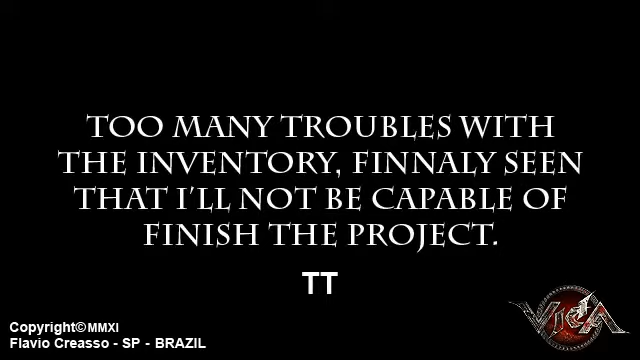 TOO MANY TROUBLES WITH
THE INVENTORY, FINNALY SEEN
THAT I'LL NOT BE CAPABLE OF
FINISH THE PROJECT.
TT
Copyright©MMXI
Flavio Creasso - SP - BRAZIL